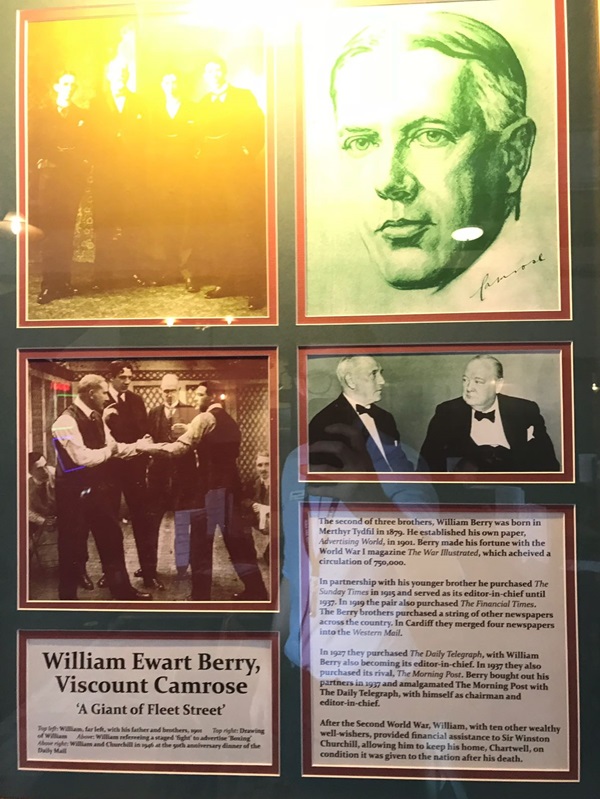 Camrose
William Ewart Berry,
Viscount Camrose
‘A Giant of Fleet Street’
Top left: William, far left, with his father and brothers, 1901 Top right: Drawing
of William Above: William refereeing a staged ‘fight’ to advertise ‘Boxing’
Above right: William and Churchill in 1946 at the 90th anniversary dinner of the
Daily Mail
The second of three brothers, William Berry was born in
Merthyr Tydfil in 1879. He established his own paper,
Advertising World, in 1901. Berry made his fortune with the
World War I magazine The War Illustrated, which acheived a
circulation of 750,000.
In partnership with his younger brother he purchased The
Sunday Times in 1915 and served as its editor-in-chief until
1937. In 1919 the pair also purchased The Financial Times.
The Berry brothers purchased a string of other newspapers
across the country. In Cardiff they merged four newspapers
into the Western Mail.
In 1927 they purchased The Daily Telegraph, with William
Berry also becoming its editor-in-chief. In 1937 they also
purchased its rival, The Morning Post. Berry bought out his
partners in 1937 and amalgamated The Morning Post with
The Daily Telegraph, with himself as chairman and
editor-in-chief.
After the Second World War, William, with ten other wealthy
well-wishers, provided financial assistance to Sir Winston
Churchill, allowing him to keep his home, Chartwell, on
condition it was given to the nation after his death.